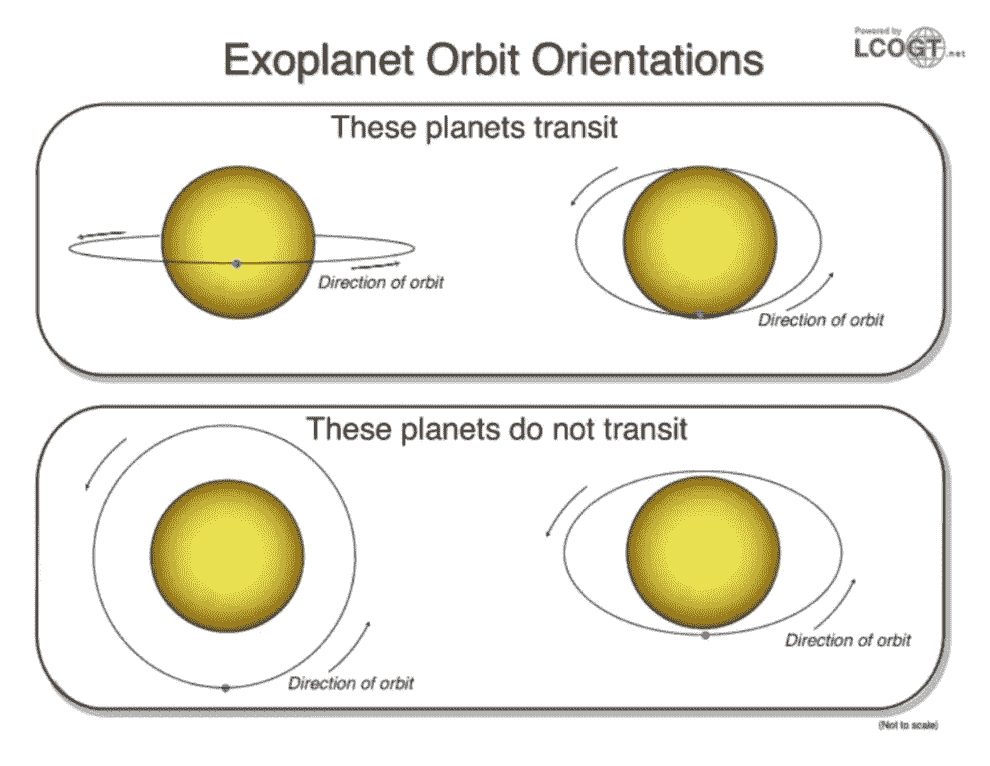 Powered by
LCOGT.net
Exoplanet Orbit Orientations
These planets transit
Direction of orbit
Direction of orbit
These planets do not transit
Direction of orbit
Direction of orbit
(Not to scale)